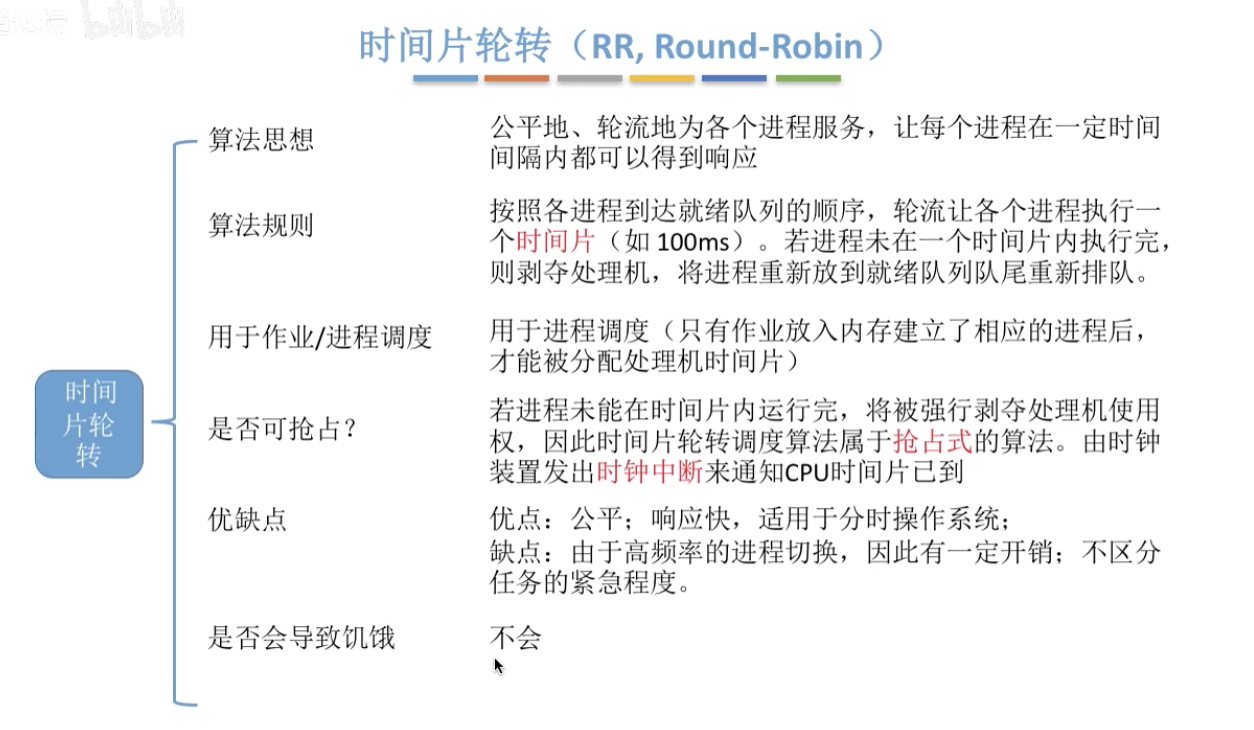 bilibili
时间片轮转（RR, Round-Robin）
算法思想
公平地、轮流地为各个进程服务，让每个进程在一定时间
间隔内都可以得到响应
算法规则
按照各进程到达就绪队列的顺序，轮流让各个进程执行一
个时间片（如 100ms）。若进程未在一个时间片内执行完，
则剥夺处理机，将进程重新放到就绪队列队尾重新排队。
用于作业/进程调度
用于进程调度（只有作业放入内存建立了相应的进程后，
才能被分配处理机时间片）
时间
片轮
转
是否可抢占？
若进程未能在时间片内运行完，将被强行剥夺处理机使用
权，因此时间片轮转调度算法属于抢占式的算法。由时钟
装置发出时钟中断来通知CPU时间片已到
优缺点
优点：公平；响应快，适用于分时操作系统；
缺点：由于高频率的进程切换，因此有一定开销；不区分
任务的紧急程度。
是否会导致饥饿
不会